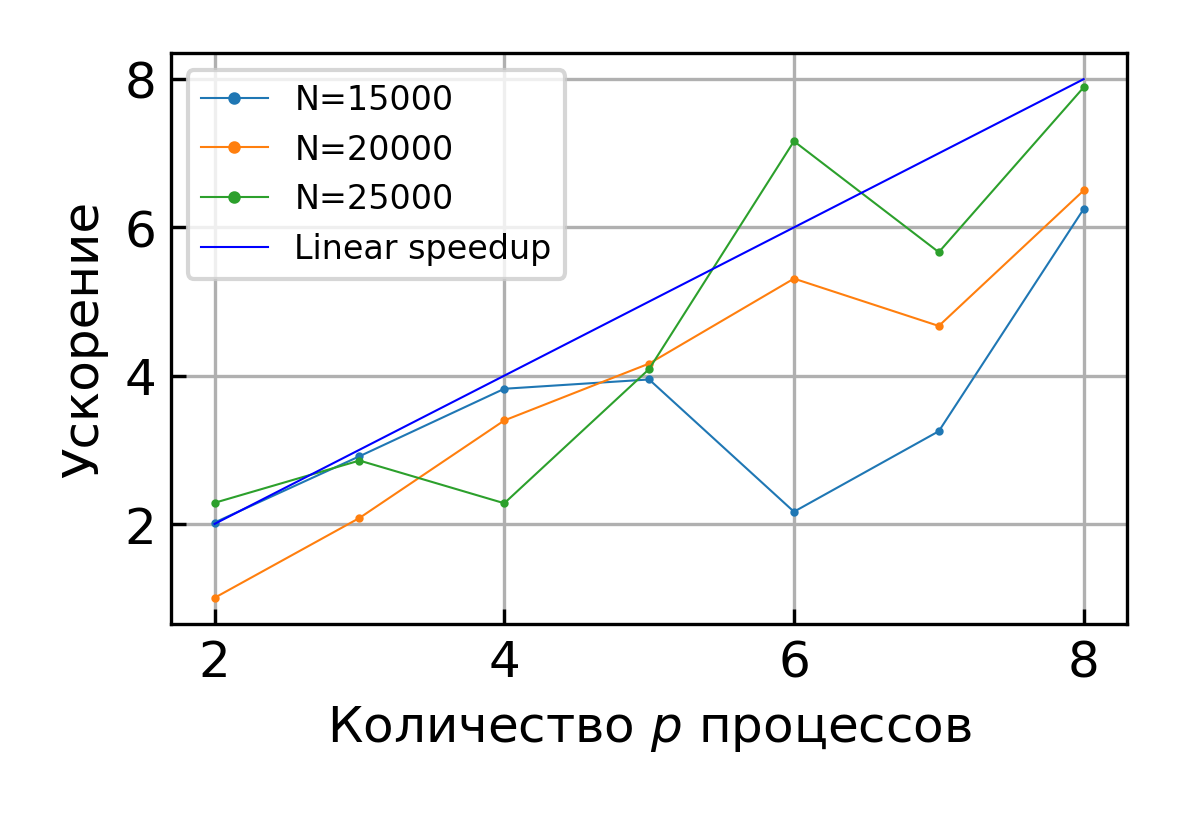 8
6
4
2
Ускорение
N=15000
N=20000
N=25000
Linear speedup
2 4 6 8
Количество p процессов